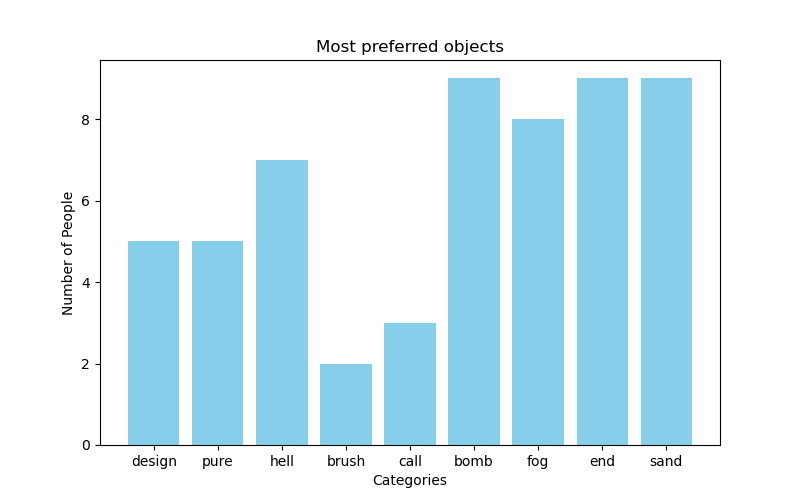 Most preferred objects
Number of People
8
6
4
2
0
design pure hell brush call bomb fog end sand
Categories